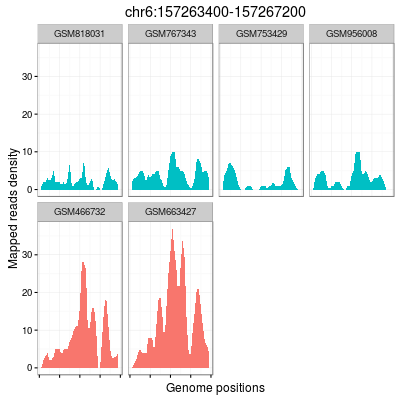 chr6:157263400-157267200
GSM818031 GSM767343 GSM753429 GSM956008
30
20
10
0
GSM466732 GSM663427
30
20
10
0
Mapped reads density
Genome positions